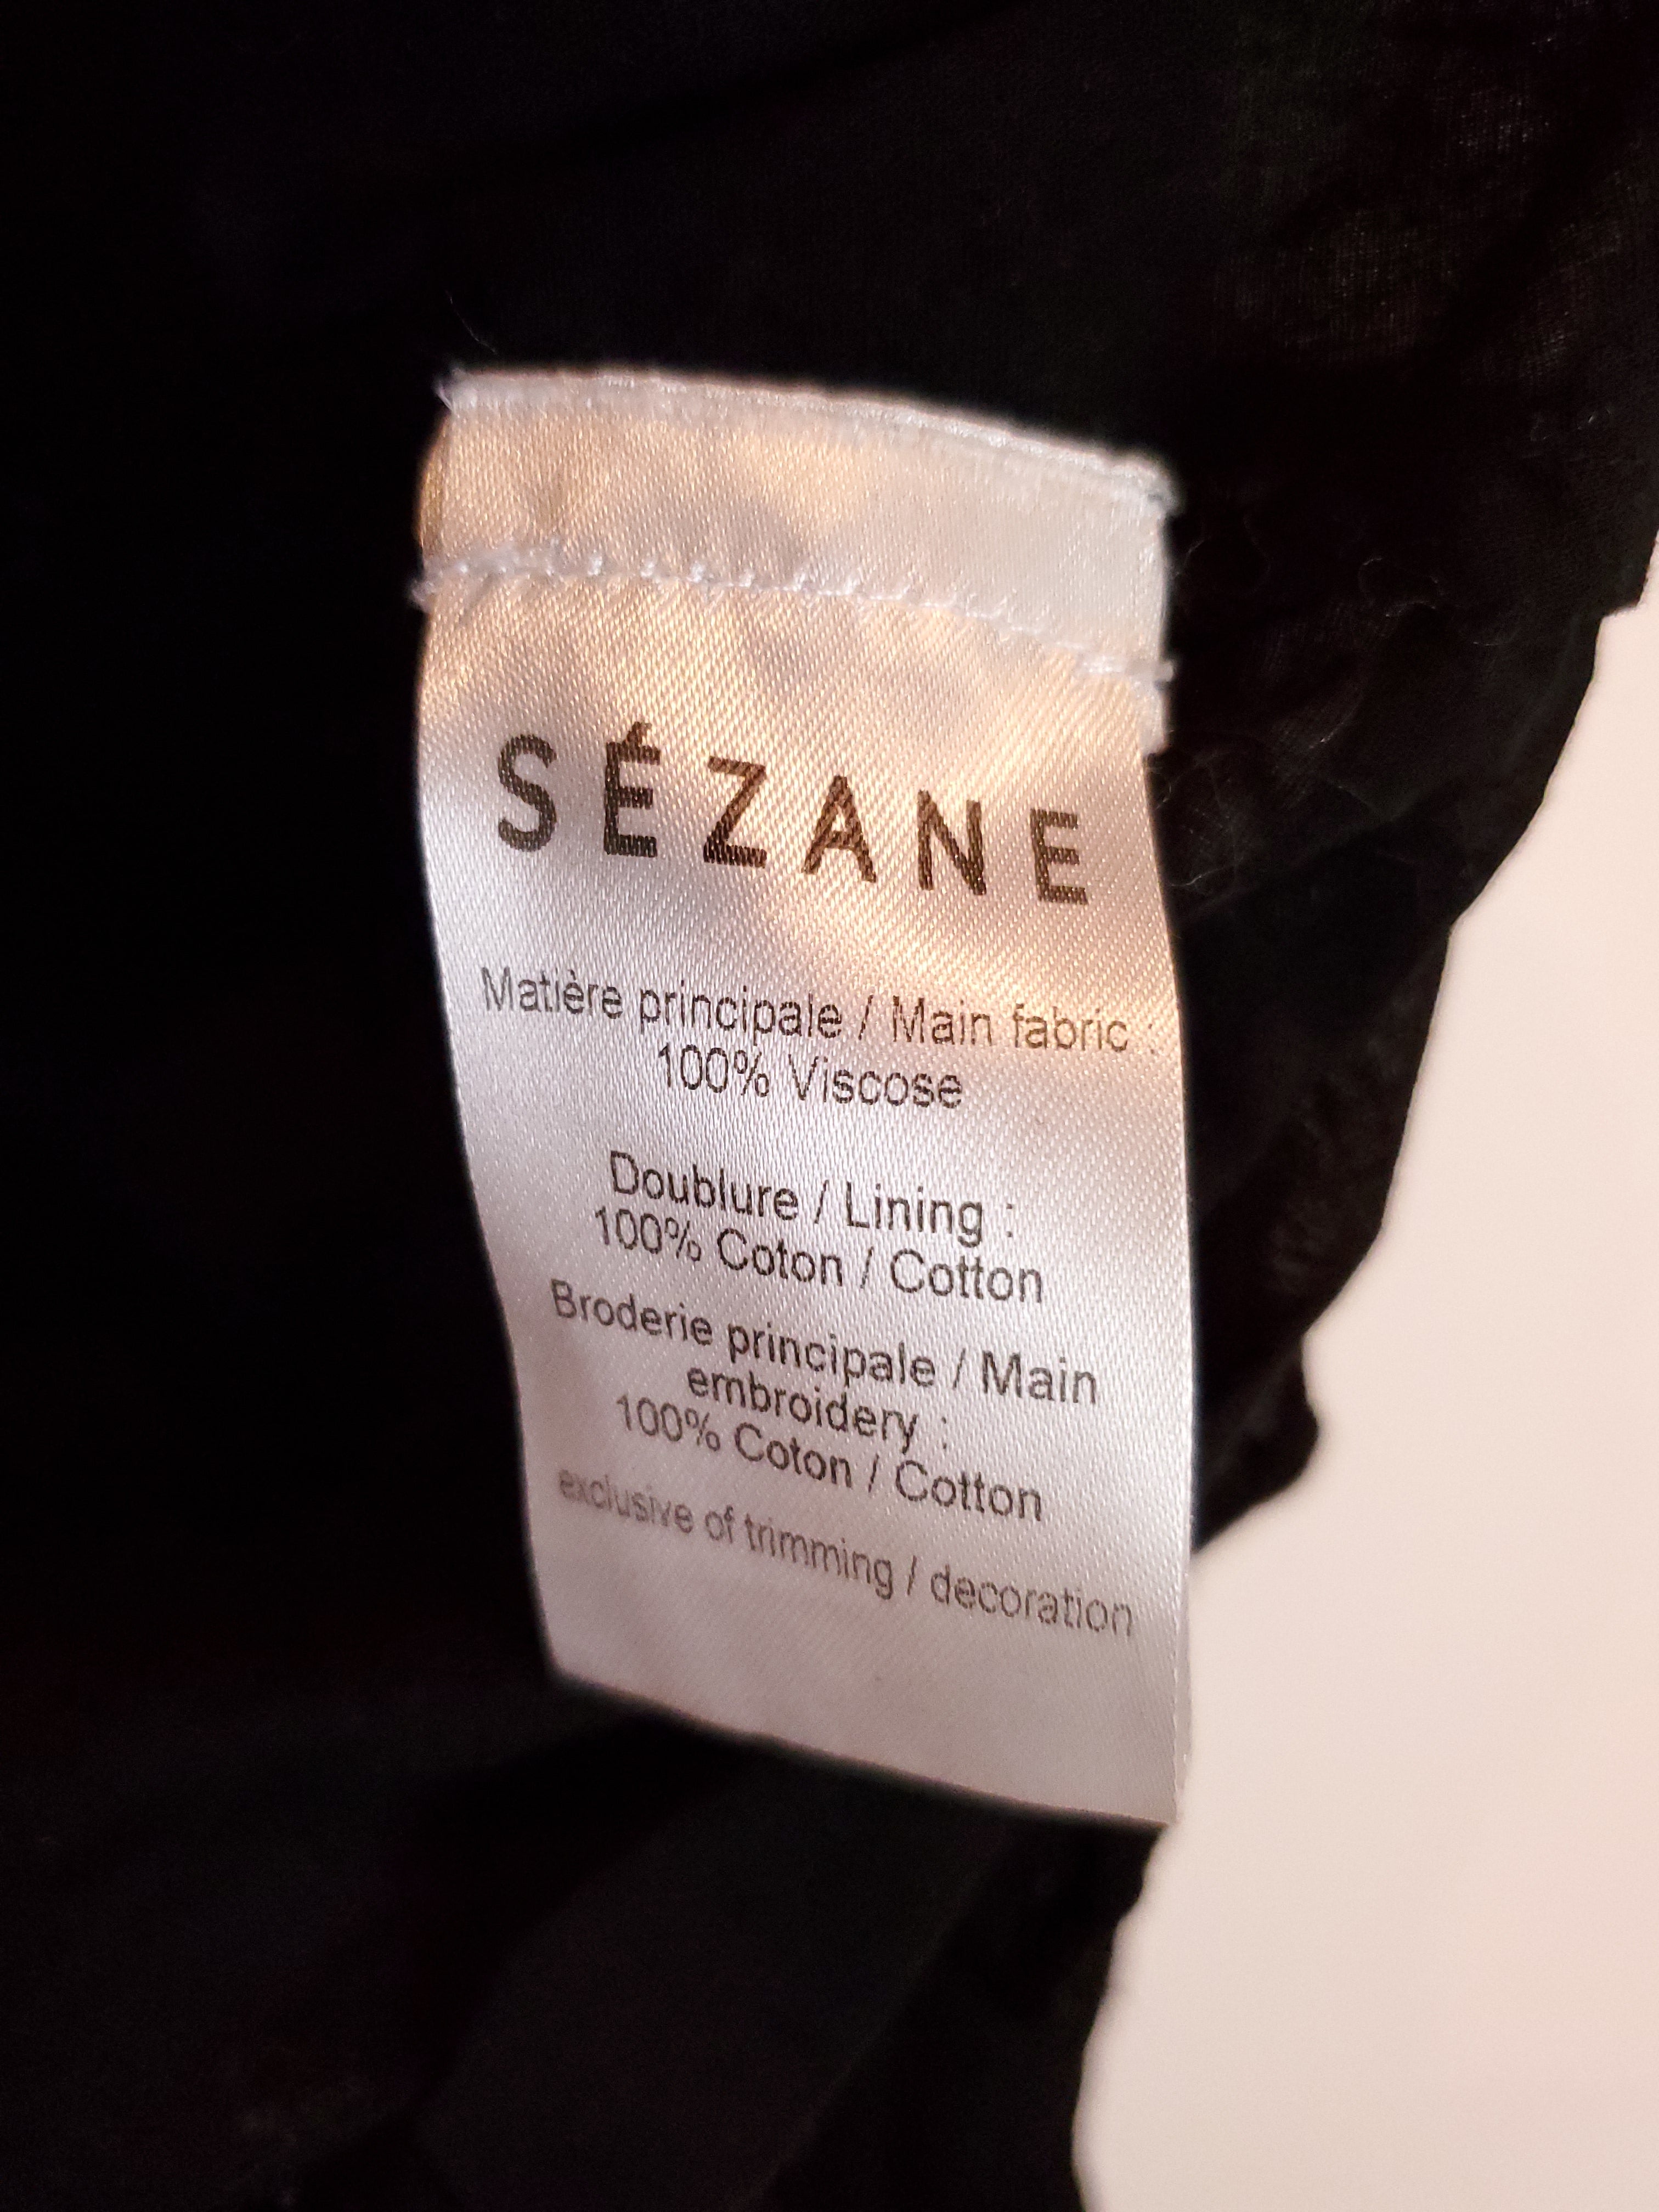 SÉZANE
Matière principale / Main fabric :
100% Viscose
Doublure / Lining :
100% Coton / Cotton
Broderie principale / Main
embroidery :
100% Coton / Cotton
exclusive of trimming / decoration